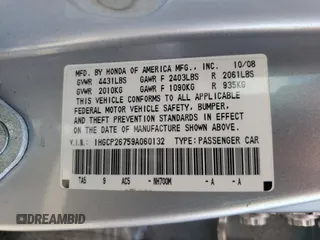 MFD. BY HONDA OF AMERICA MFG., INC. 10/08
GVWR 4431LBS GAWR F 2403LBS R 2061LBS
GVWR 2010KG GAWR F 1090KG R 935KG
THIS VEHICLE CONFORMS TO ALL APPLICABLE
FEDERAL MOTOR VEHICLE SAFETY, BUMPER,
AND THEFT PREVENTION STANDARDS IN EFFECT
ON THE DATE OF MANUFACTURE SHOWN ABOVE.
V.I.N.: 1HGCP26759A060132 TYPE: PASSENGER CAR
TA5 9 AC5 - NH700M - A - A
DREAMBID